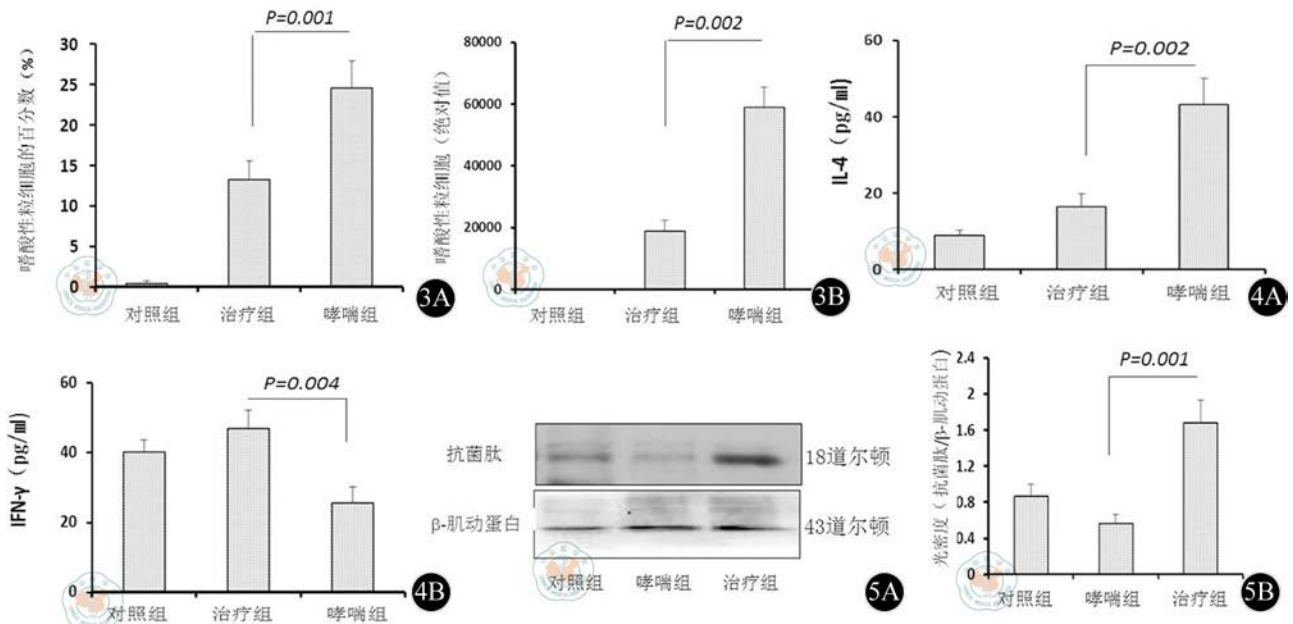 P=0.001
嗜酸性粒细胞的百分数（%）
30
25
20
15
10
5
0
对照组 治疗组 哮喘组
3A
P=0.002
嗜酸性粒细胞（绝对值）
80000
60000
40000
20000
0
对照组 治疗组 哮喘组
3B
P=0.002
IL-4（pg/ml）
60
40
20
0
对照组 治疗组 哮喘组
4A
P=0.004
IFN-γ（pg/ml）
60
40
20
0
对照组 治疗组 哮喘组
4B
抗菌肽 18道尔顿
β-肌动蛋白 43道尔顿
对照组 哮喘组 治疗组
5A
P=0.001
光密度（抗菌肽/β-肌动蛋白）
2.4
2
1.6
1.2
0.8
0.4
0
对照组 哮喘组 治疗组
5B